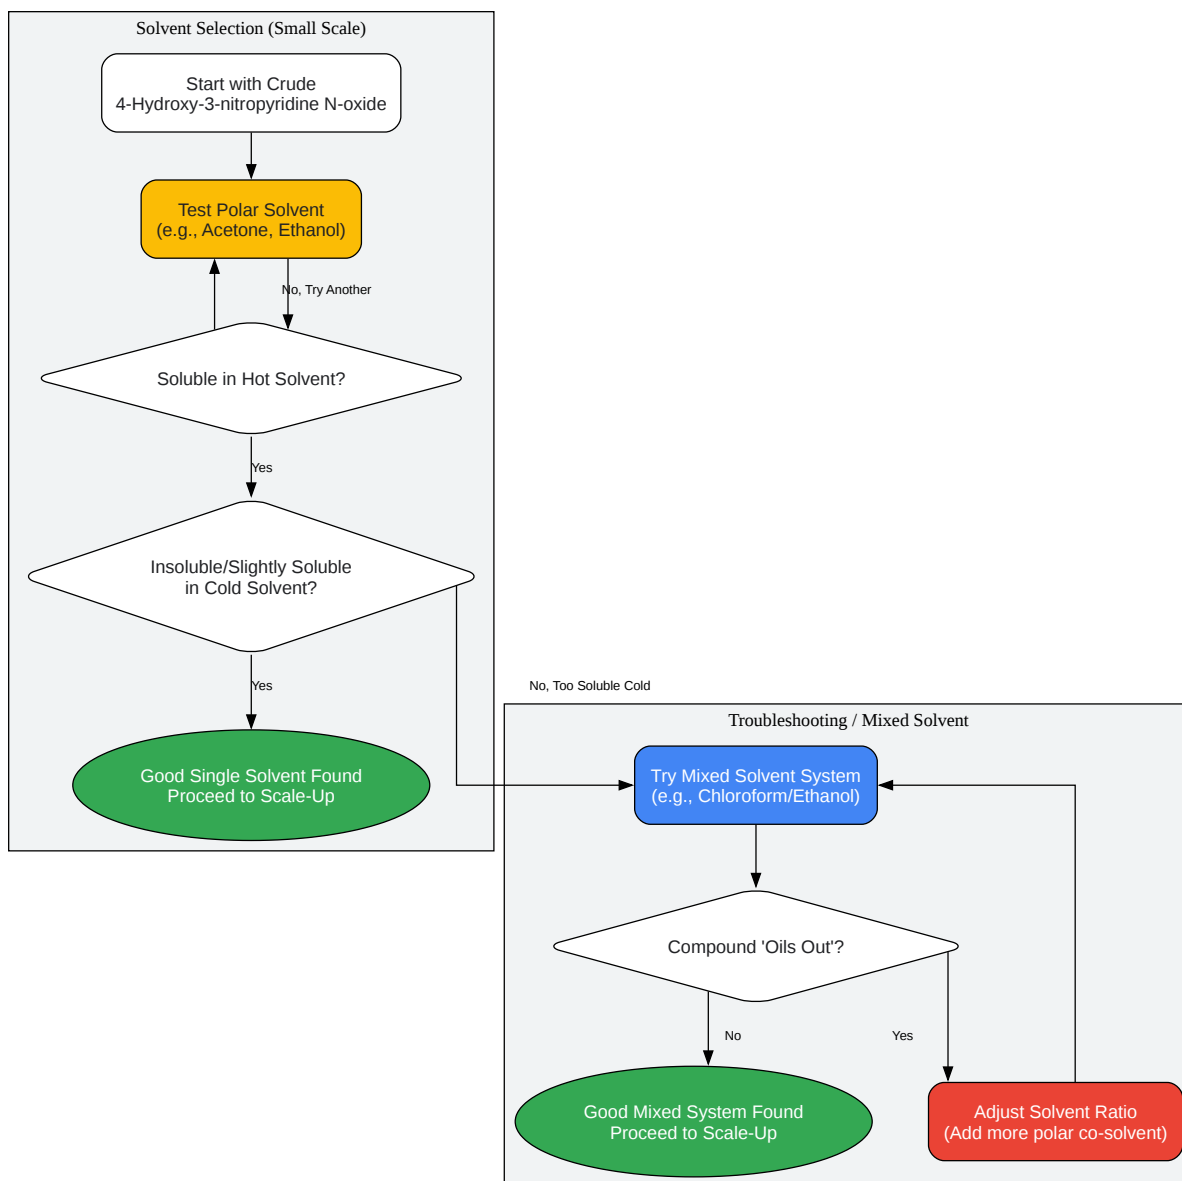 Solvent Selection (Small Scale)
Start with Crude
4-Hydroxy-3-nitropyridine N-oxide
Test Polar Solvent
(e.g., Acetone, Ethanol)
No, Try Another
Soluble in Hot Solvent?
Yes
Insoluble/Slightly Soluble
in Cold Solvent?
Yes
No, Too Soluble Cold
Good Single Solvent Found
Proceed to Scale-Up
Troubleshooting / Mixed Solvent
Try Mixed Solvent System
(e.g., Chloroform/Ethanol)
Compound 'Oils Out'?
No
Yes
Good Mixed System Found
Proceed to Scale-Up
Adjust Solvent Ratio
(Add more polar co-solvent)